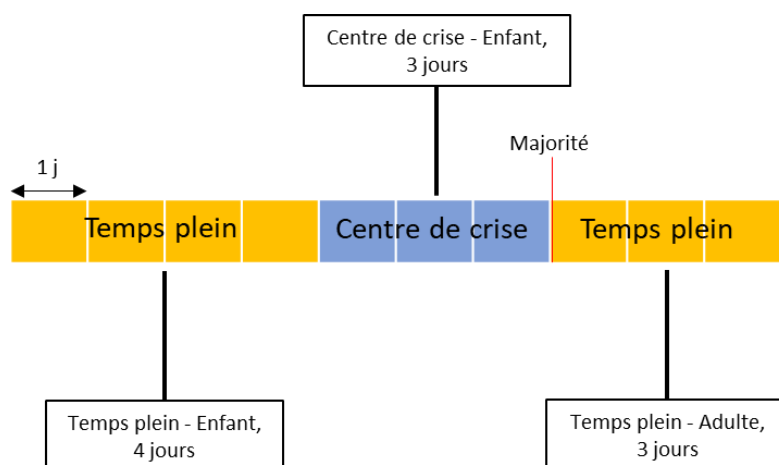 Centre de crise - Enfant,
3 jours
Majorité
1 j
Temps plein
Centre de crise
Temps plein
Temps plein - Enfant,
4 jours
Temps plein - Adulte,
3 jours